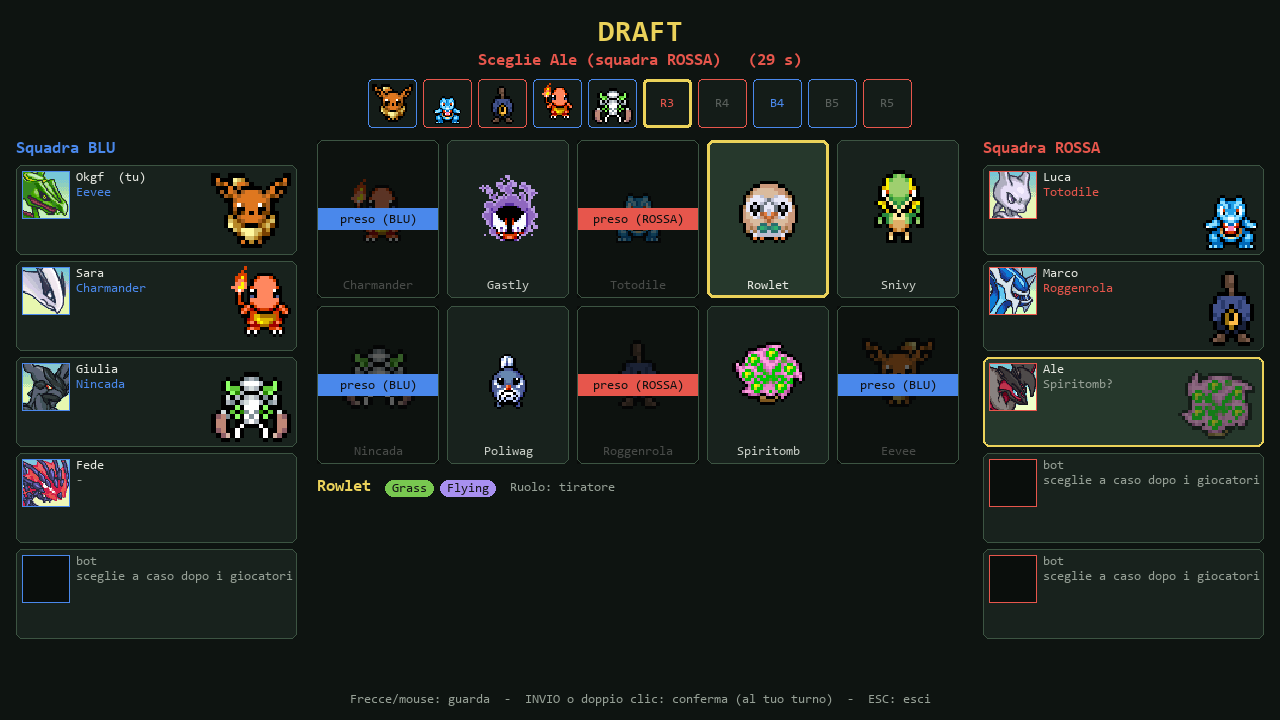 DRAFT
Sceglie Ale (squadra ROSSA)   (29 s)
R3
R4
B4
B5
R5
Squadra BLU
Okgf  (tu)
Eevee
Sara
Charmander
Giulia
Nincada
Fede
-
bot
sceglie a caso dopo i giocatori
preso (BLU)
Charmander
Gastly
preso (ROSSA)
Totodile
Rowlet
Snivy
preso (BLU)
Nincada
Poliwag
preso (ROSSA)
Roggenrola
Spiritomb
preso (BLU)
Eevee
Rowlet
Grass
Flying
Ruolo: tiratore
Squadra ROSSA
Luca
Totodile
Marco
Roggenrola
Ale
Spiritomb?
bot
sceglie a caso dopo i giocatori
bot
sceglie a caso dopo i giocatori
Frecce/mouse: guarda  -  INVIO o doppio clic: conferma (al tuo turno)  -  ESC: esci